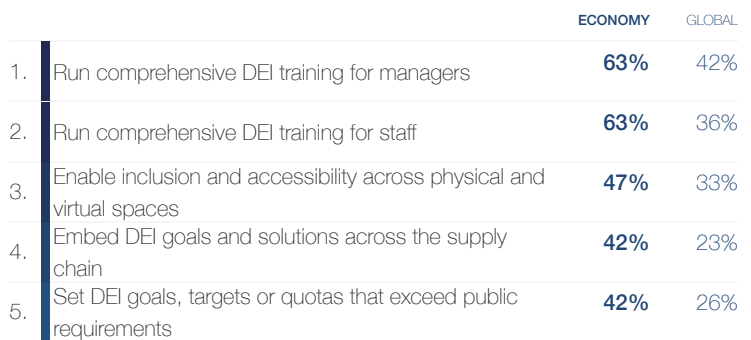 ECONOMY GLOBAL
1. Run comprehensive DEI training for managers 63% 42%
2. Run comprehensive DEI training for staff 63% 36%
3. Enable inclusion and accessibility across physical and 47% 33%
virtual spaces
4. Embed DEI goals and solutions across the supply 42% 23%
chain
5. Set DEI goals, targets or quotas that exceed public 42% 26%
requirements